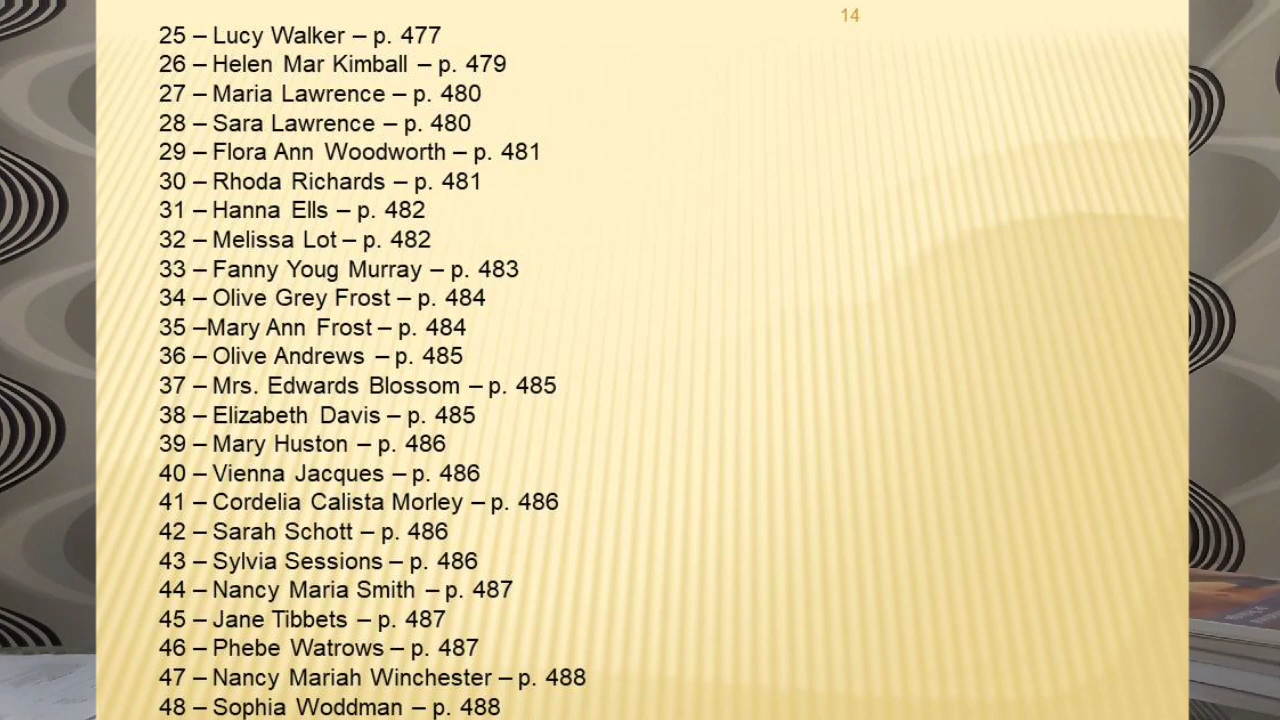 14
25 – Lucy Walker – p. 477
26 – Helen Mar Kimball – p. 479
27 – Maria Lawrence – p. 480
28 – Sara Lawrence – p. 480
29 – Flora Ann Woodworth – p. 481
30 – Rhoda Richards – p. 481
31 – Hanna Ells – p. 482
32 – Melissa Lot – p. 482
33 – Fanny Youg Murray – p. 483
34 – Olive Grey Frost – p. 484
35 –Mary Ann Frost – p. 484
36 – Olive Andrews – p. 485
37 – Mrs. Edwards Blossom – p. 485
38 – Elizabeth Davis – p. 485
39 – Mary Huston – p. 486
40 – Vienna Jacques – p. 486
41 – Cordelia Calista Morley – p. 486
42 – Sarah Schott – p. 486
43 – Sylvia Sessions – p. 486
44 – Nancy Maria Smith – p. 487
45 – Jane Tibbets – p. 487
46 – Phebe Watrows – p. 487
47 – Nancy Mariah Winchester – p. 488
48 – Sophia Woddman – p. 488